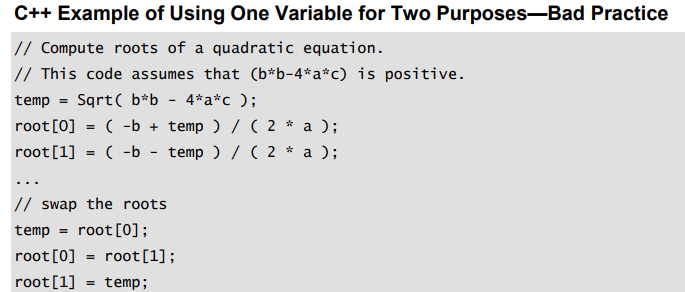 C++ Example of Using One Variable for Two Purposes—Bad Practice
// Compute roots of a quadratic equation.
// This code assumes that (b*b-4*a*c) is positive.
temp = Sqrt( b*b - 4*a*c );
root[0] = ( -b + temp ) / ( 2 * a );
root[1] = ( -b - temp ) / ( 2 * a );
...
// swap the roots
temp = root[0];
root[0] = root[1];
root[1] = temp;